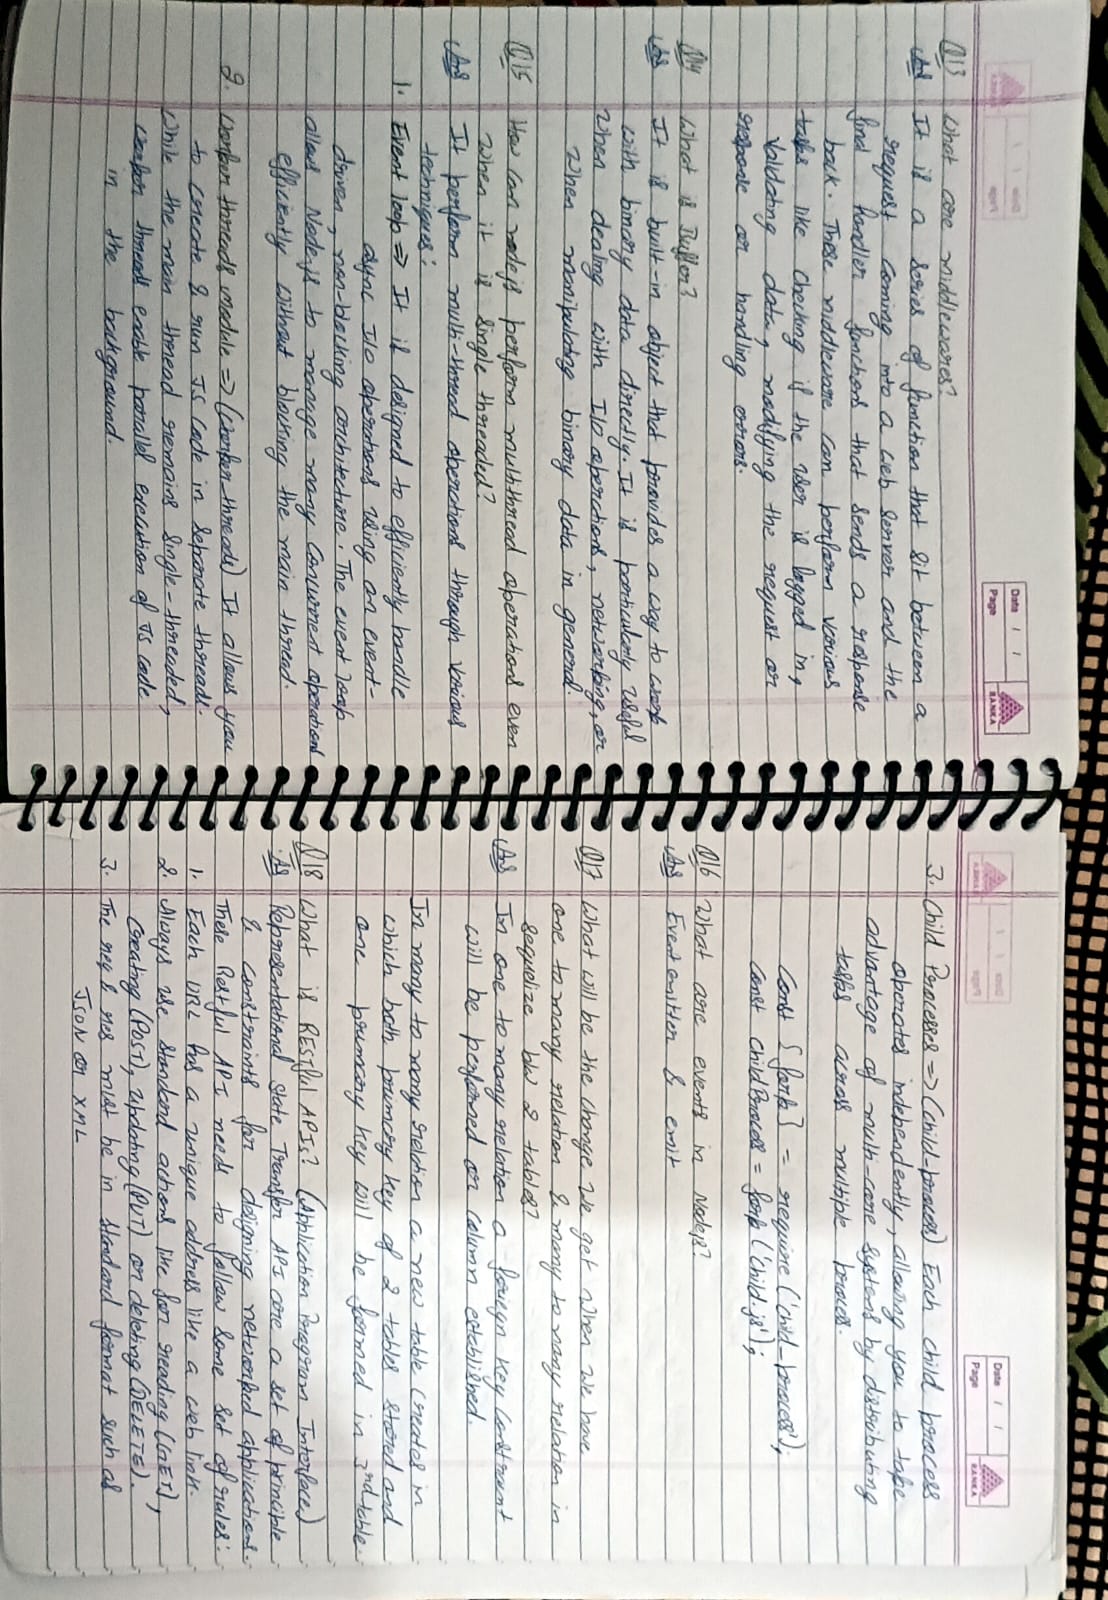 Date / /
Page
RANKA
Q13 What are middlewares?
Ans It is a series of function that sit between a
request coming into a web server and the
find handler functions that sends a response
back. These middleware can perform various
tasks like checking if the user is logged in,
validating data, modifying the request or
response or handling errors.
Q14 What is Buffer?
Ans It is built-in object that provides a way to work
with binary data directly. It is particularly useful
when dealing with I/O operations, networking, or
when manipulating binary data in general.
Q15 How can nodejs perform multithread operations even
when it is single threaded?
Ans It perform multi-thread operations through various
techniques:
1. Event loop => It is designed to efficiently handle
async I/O operations using an event-
driven, non-blocking architecture. The event loop
allows Nodejs to manage many concurrent operations
efficiently without blocking the main thread.
2. Worker threads module => (worker-threads) It allows you
to create & run JS code in separate threads.
While the main thread remains single-threaded,
worker threads enable parallel execution of JS code
in the background.
Date / /
Page
RANKA
3. Child Processes => (child-process) Each child process
operates independently, allowing you to take
advantage of multi-core systems by distributing
tasks across multiple process.
const {fork} = require('child-process');
const childProcess = fork('child.js');
Q16 What are events in Nodejs?
Ans Event emitter & emit
Q17 What will be the change we get when we have
one to many relation & many to many relation in
sequelize b/w 2 tables?
Ans In one to many relation a foreign key constraint
will be performed or column established.
In many to many relation a new table creates in
which both primary key of 2 tables stored and
one primary key will be formed in 3rd table.
Q18 What is RESTful APIs? (Application Program Interface)
Ans Representational State Transfer API are a set of principle
& constraints for designing networked applications.
These Restful API needs to follow some set of rules:
1. Each URL has a unique address like a web link.
2. Always use standard actions like for reading (GET),
Creating (POST), updating (PUT) or deleting (DELETE).
3. The req & res must be in standard format such as
JSON or XML